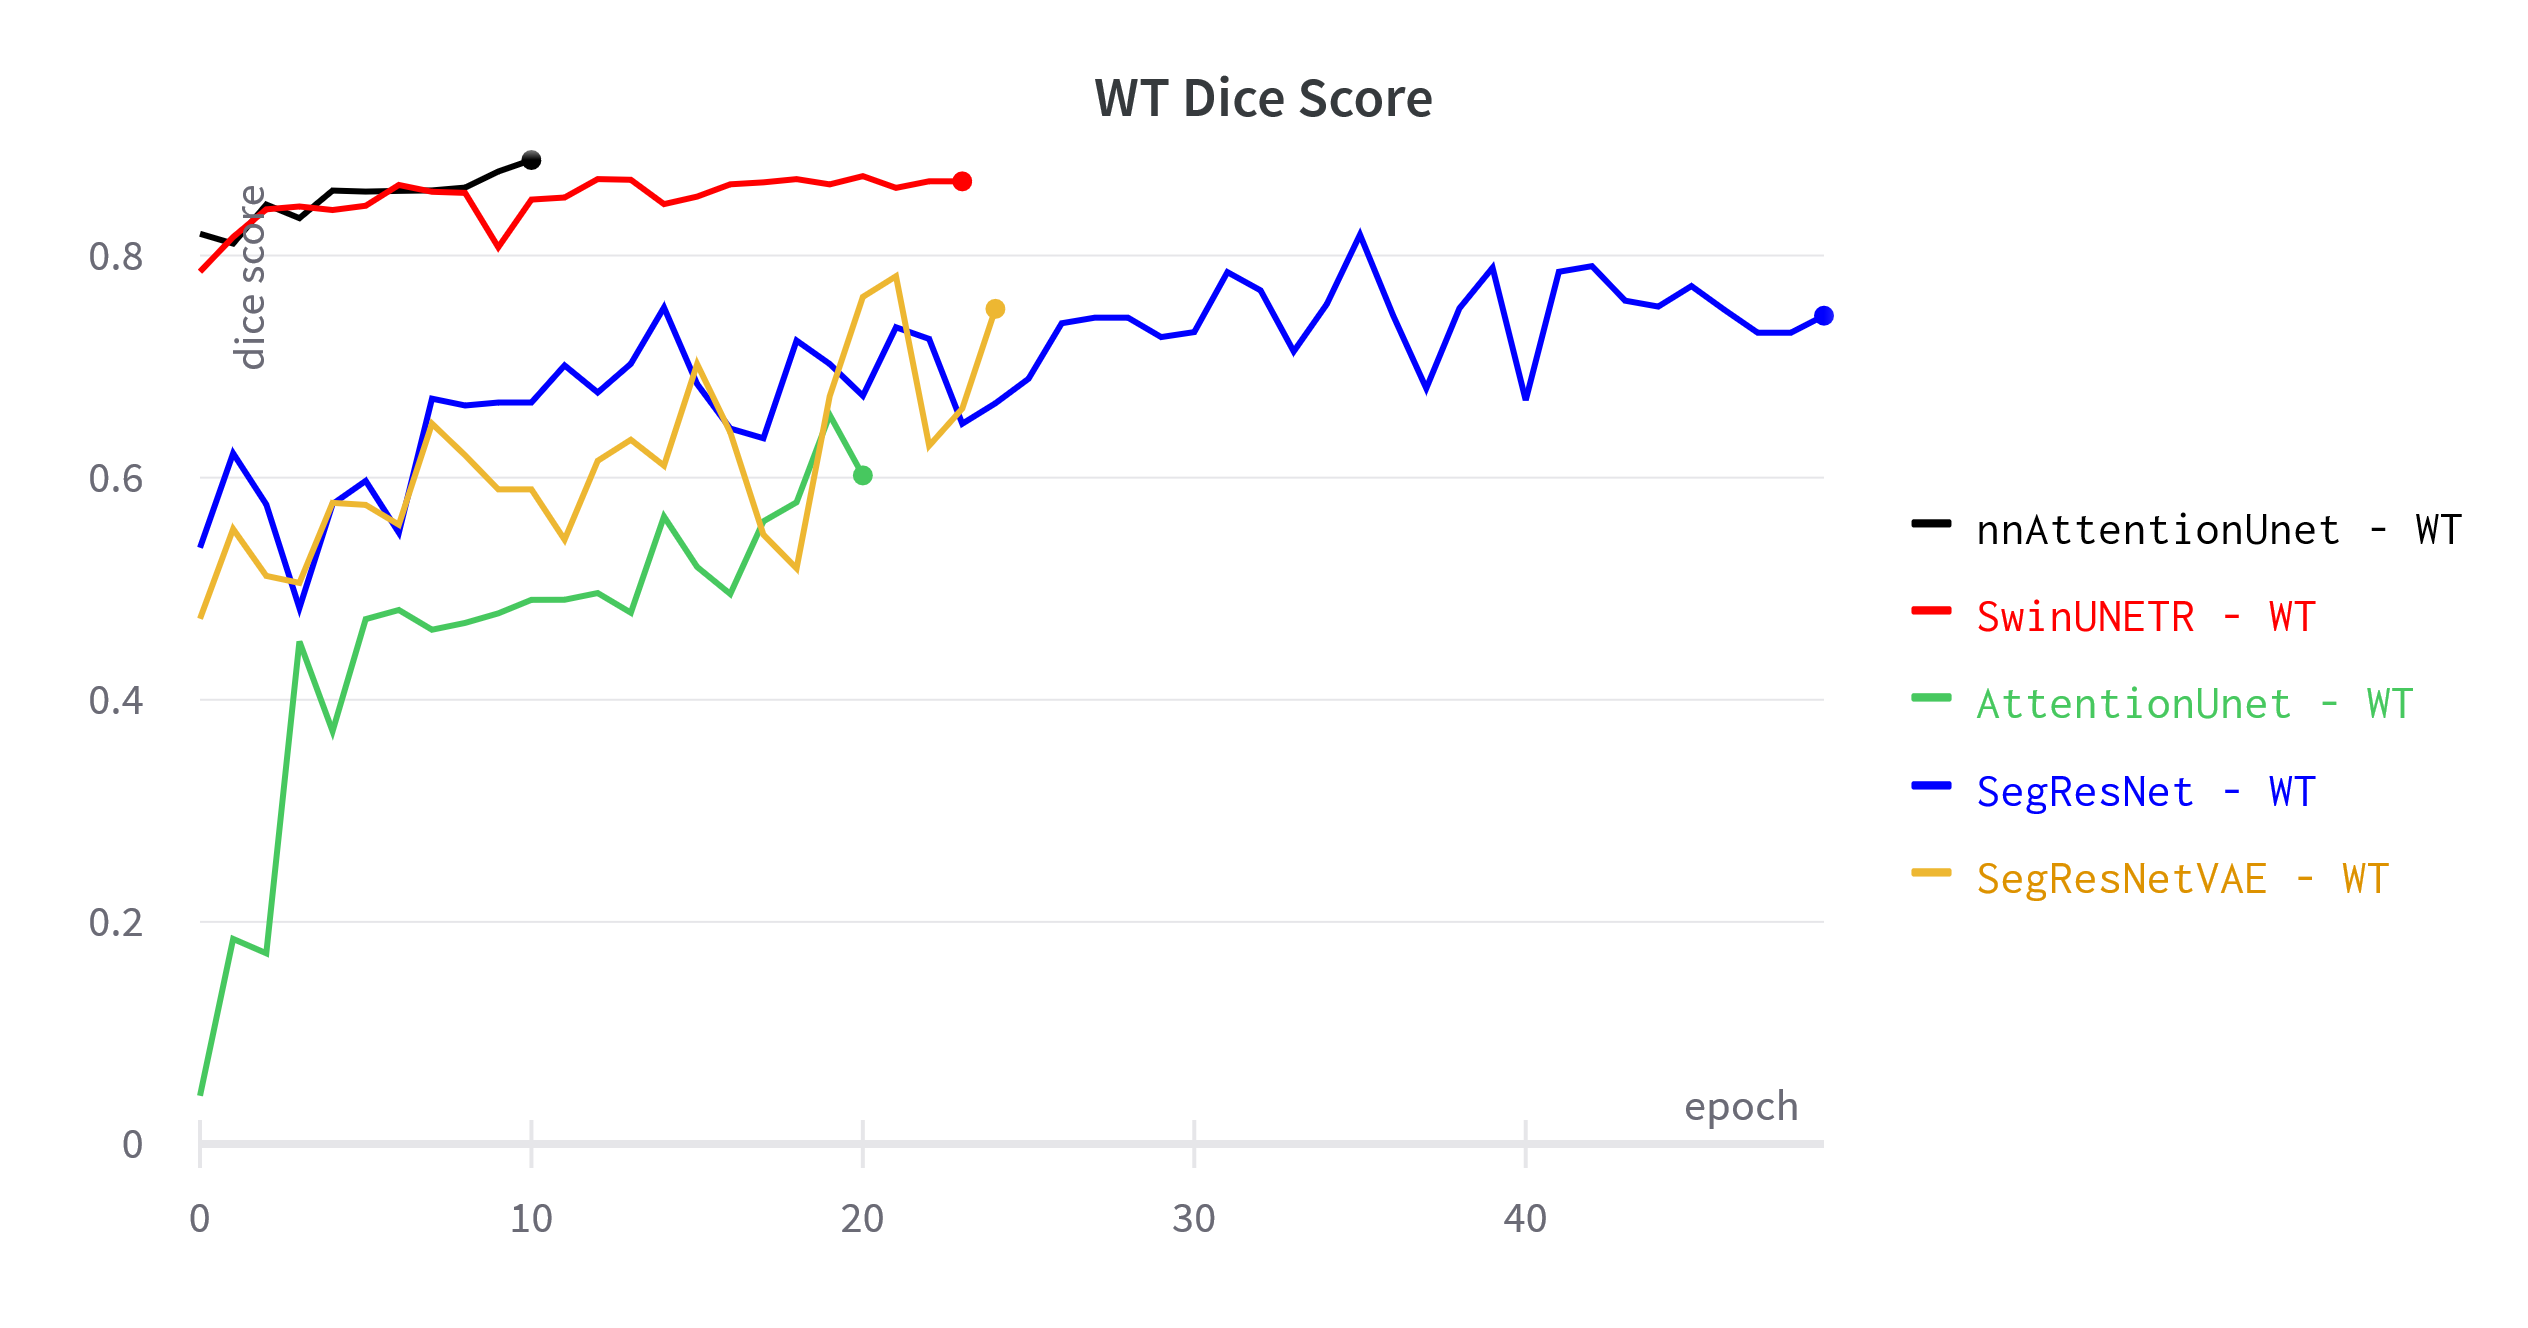 WT Dice Score
dice score
0.8
0.6
0.4
0.2
0
epoch
0 10 20 30 40
nnAttentionUnet - WT
SwinUNETR - WT
AttentionUnet - WT
SegResNet - WT
SegResNetVAE - WT